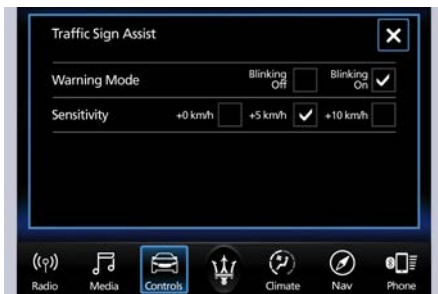 Traffic Sign Assist
Warning Mode
Blinking Off
Blinking On
Sensitivity
+0 km/h
+5 km/h
+10 km/h
Radio
Media
Controls
Climate
Nav
Phone